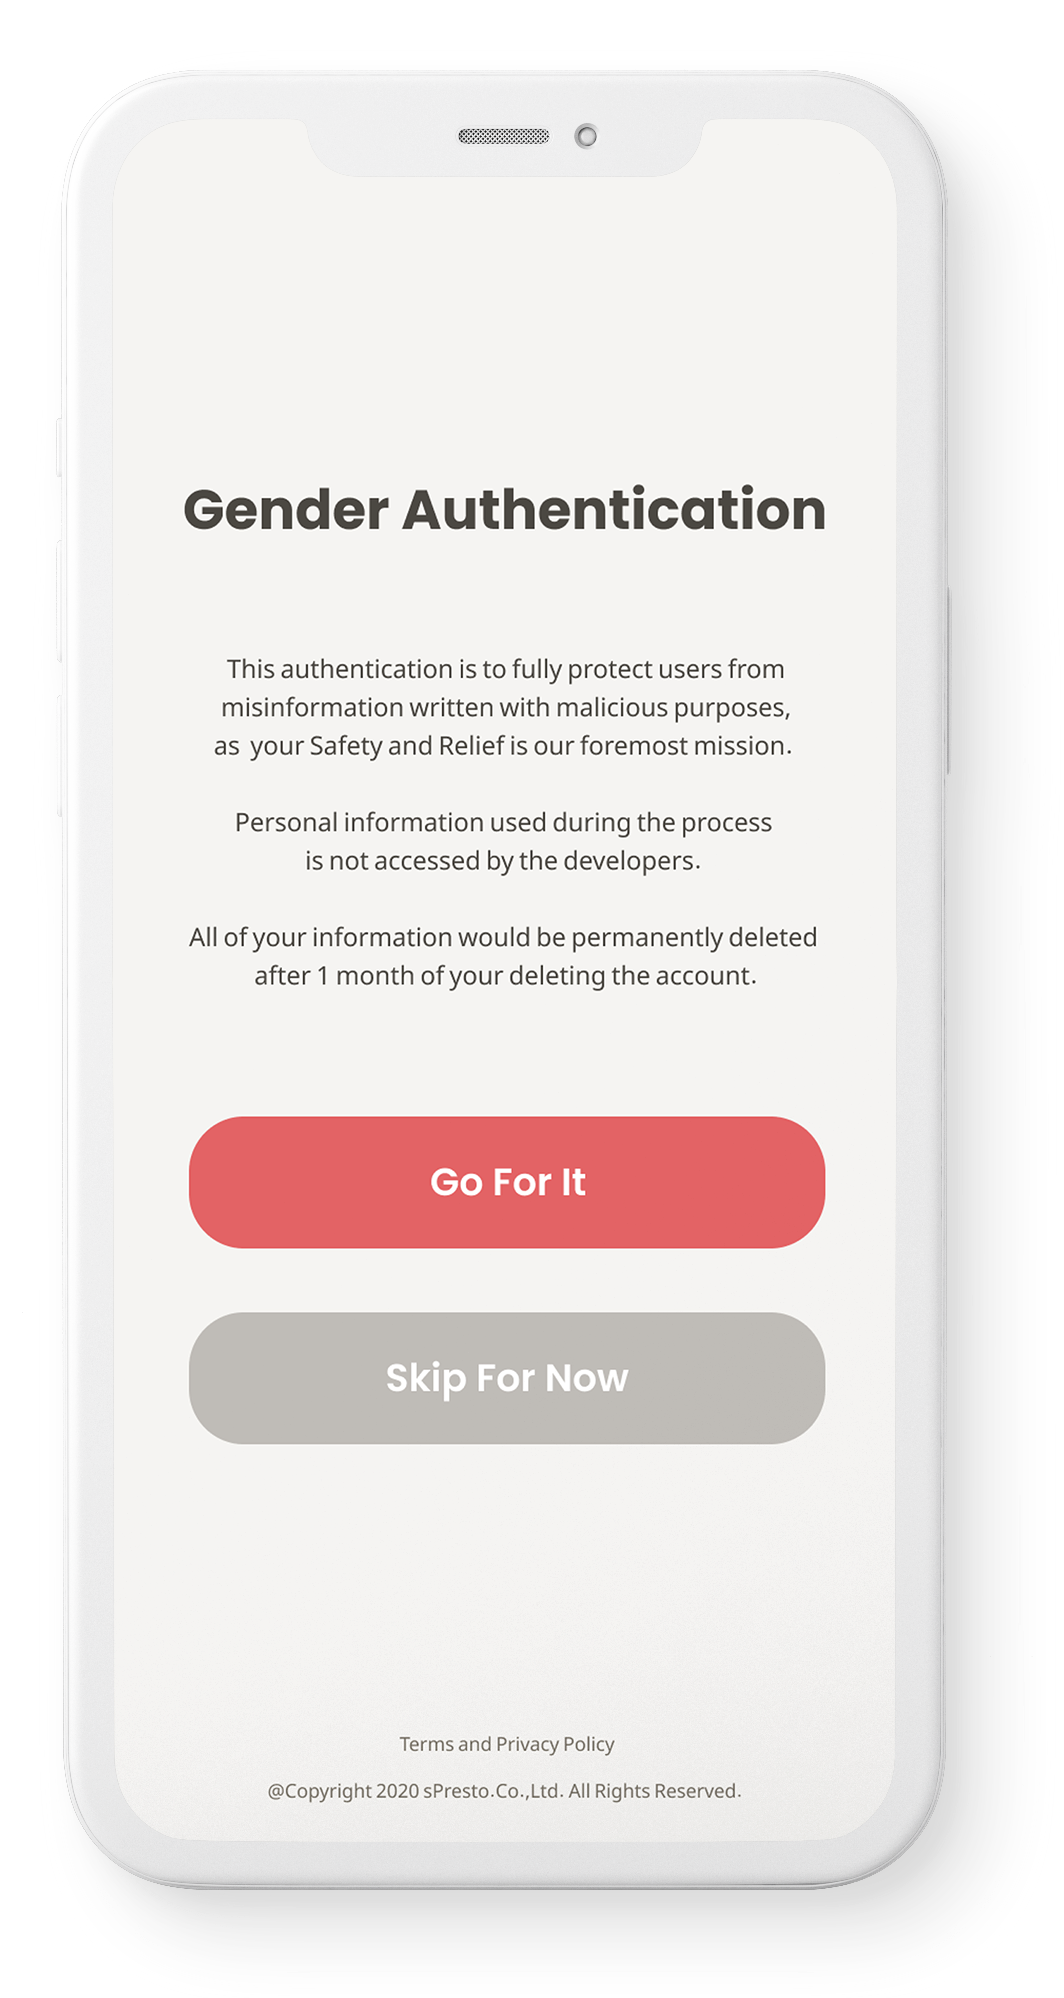 Gender Authentication
This authentication is to fully protect users from
misinformation written with malicious purposes,
as  your Safety and Relief is our foremost mission.
Personal information used during the process
is not accessed by the developers.
All of your information would be permanently deleted
after 1 month of your deleting the account.
Go For It
Skip For Now
Terms and Privacy Policy
@Copyright 2020 sPresto.Co.,Ltd. All Rights Reserved.